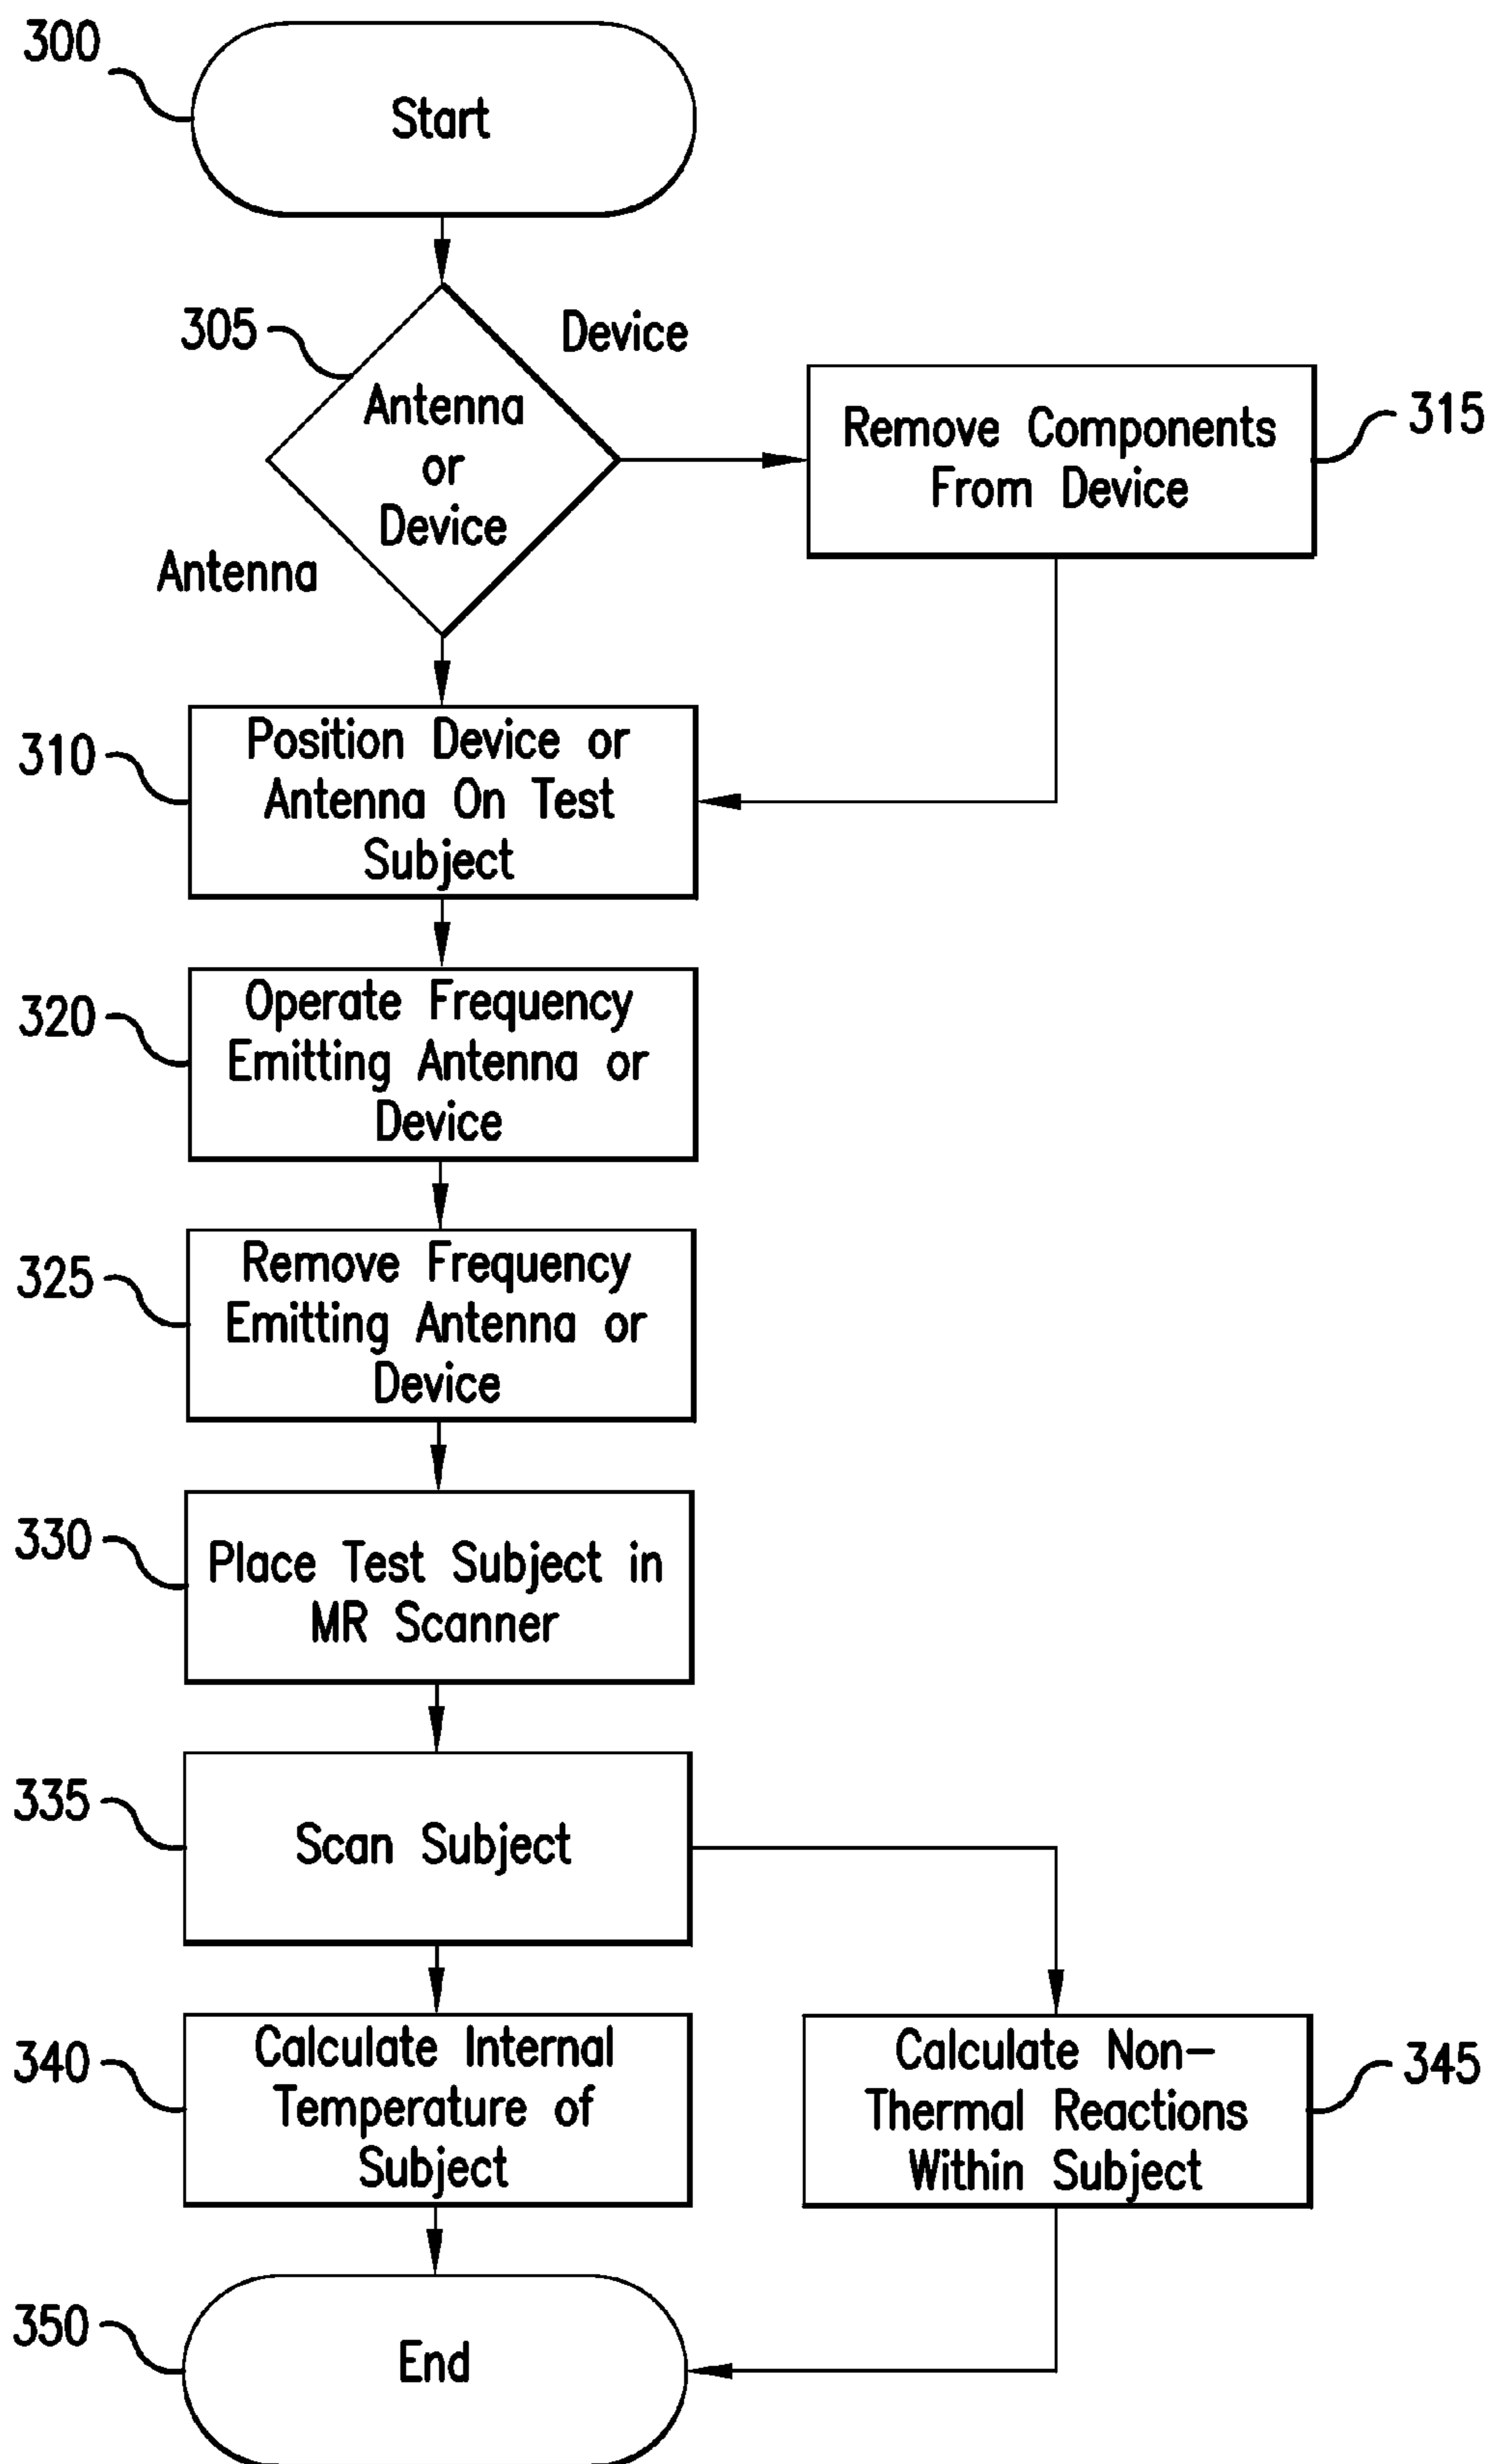 300
Start
305
Device
Antenna
or
Device
Antenna
Remove Components
From Device
315
310
Position Device or
Antenna On Test
Subject
320
Operate Frequency
Emitting Antenna or
Device
325
Remove Frequency
Emitting Antenna or
Device
330
Place Test Subject in
MR Scanner
335
Scan Subject
340
Calculate Internal
Temperature of
Subject
Calculate Non-
Thermal Reactions
Within Subject
345
350
End